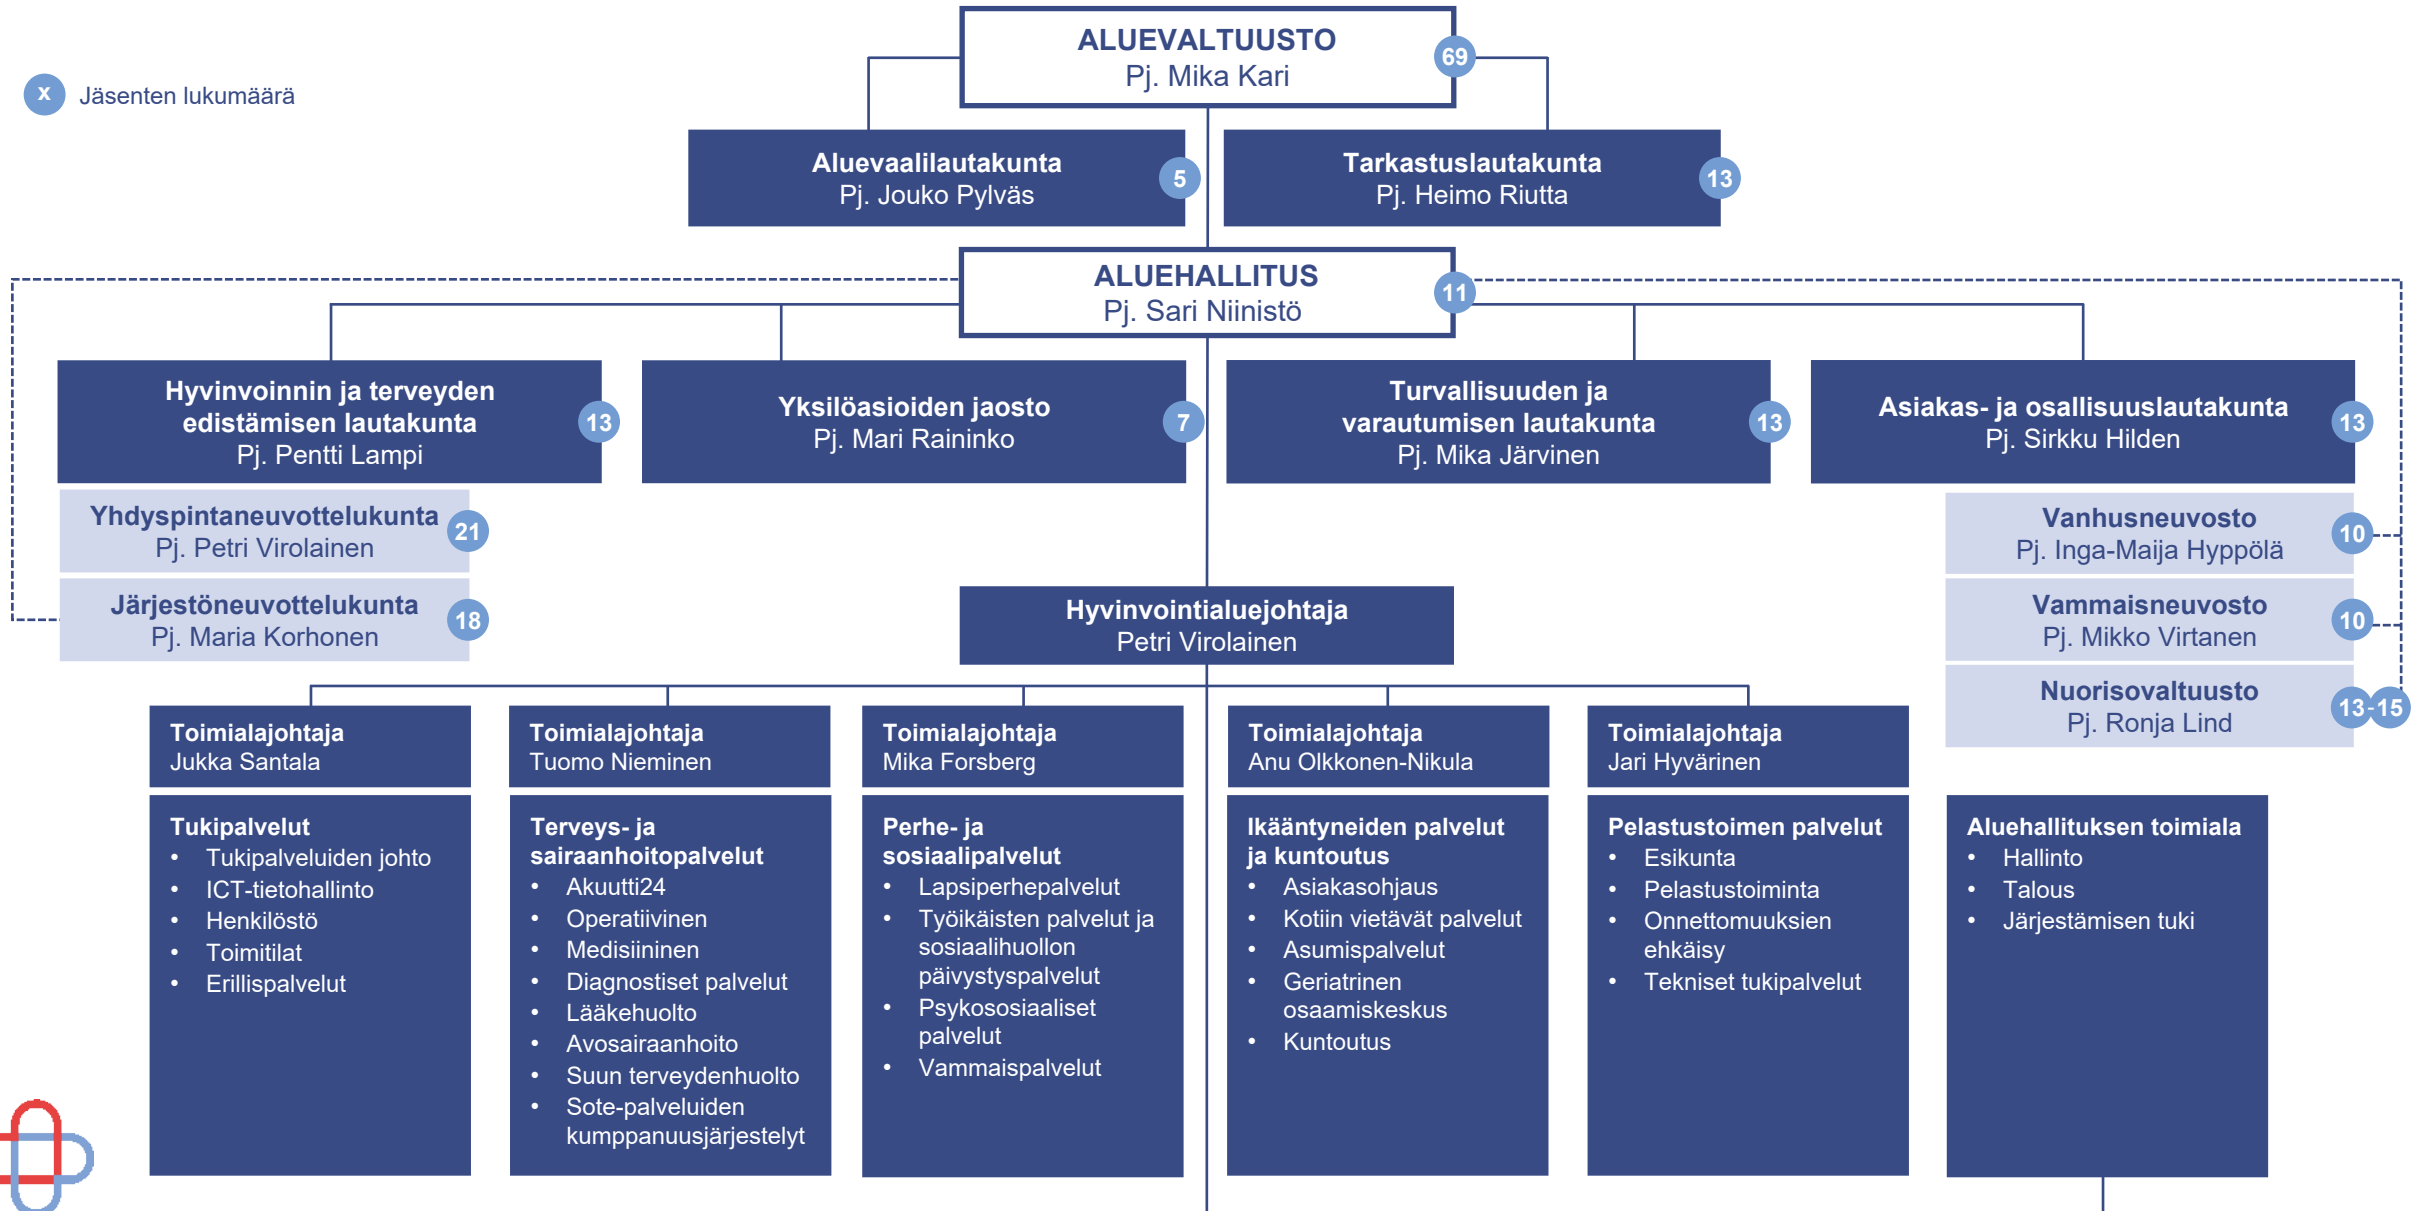 ALUEVALTUUSTO
Pj. Mika Kari
69
x
Jäsenten lukumäärä
Aluevaalilautakunta
Pj. Jouko Pylväs
5
Tarkastuslautakunta
Pj. Heimo Riutta
13
ALUEHALLITUS
Pj. Sari Niinistö
11
Hyvinvoinnin ja terveyden
edistämisen lautakunta
Pj. Pentti Lampi
13
Yksilöasioiden jaosto
Pj. Mari Raininko
7
Turvallisuuden ja
varautumisen lautakunta
Pj. Mika Järvinen
13
Asiakas- ja osallisuuslautakunta
Pj. Sirkku Hilden
13
Yhdyspintaneuvottelukunta
Pj. Petri Virolainen
21
Järjestöneuvottelukunta
Pj. Maria Korhonen
18
Vanhusneuvosto
Pj. Inga-Maija Hyppölä
10
Vammaisneuvosto
Pj. Mikko Virtanen
10
Nuorisovaltuusto
Pj. Ronja Lind
13-15
Hyvinvointialuejohtaja
Petri Virolainen
Toimialajohtaja
Jukka Santala
Tukipalvelut
• Tukipalveluiden johto
• ICT-tietohallinto
• Henkilöstö
• Toimitilat
• Erillispalvelut
Toimialajohtaja
Tuomo Nieminen
Terveys- ja
sairaanhoitopalvelut
• Akuutti24
• Operatiivinen
• Medisiininen
• Diagnostiset palvelut
• Lääkehuolto
• Avosairaanhoito
• Suun terveydenhuolto
• Sote-palveluiden
kumppanuusjärjestelyt
Toimialajohtaja
Mika Forsberg
Perhe- ja
sosiaalipalvelut
• Lapsiperhepalvelut
• Työikäisten palvelut ja
sosiaalihuollon
päivystyspalvelut
• Psykososiaaliset
palvelut
• Vammaispalvelut
Toimialajohtaja
Anu Olkkonen-Nikula
Ikääntyneiden palvelut
ja kuntoutus
• Asiakasohjaus
• Kotiin vietävät palvelut
• Asumispalvelut
• Geriatrinen
osaamiskeskus
• Kuntoutus
Toimialajohtaja
Jari Hyvärinen
Pelastustoimen palvelut
• Esikunta
• Pelastustoiminta
• Onnettomuuksien
ehkäisy
• Tekniset tukipalvelut
Aluehallituksen toimiala
• Hallinto
• Talous
• Järjestämisen tuki